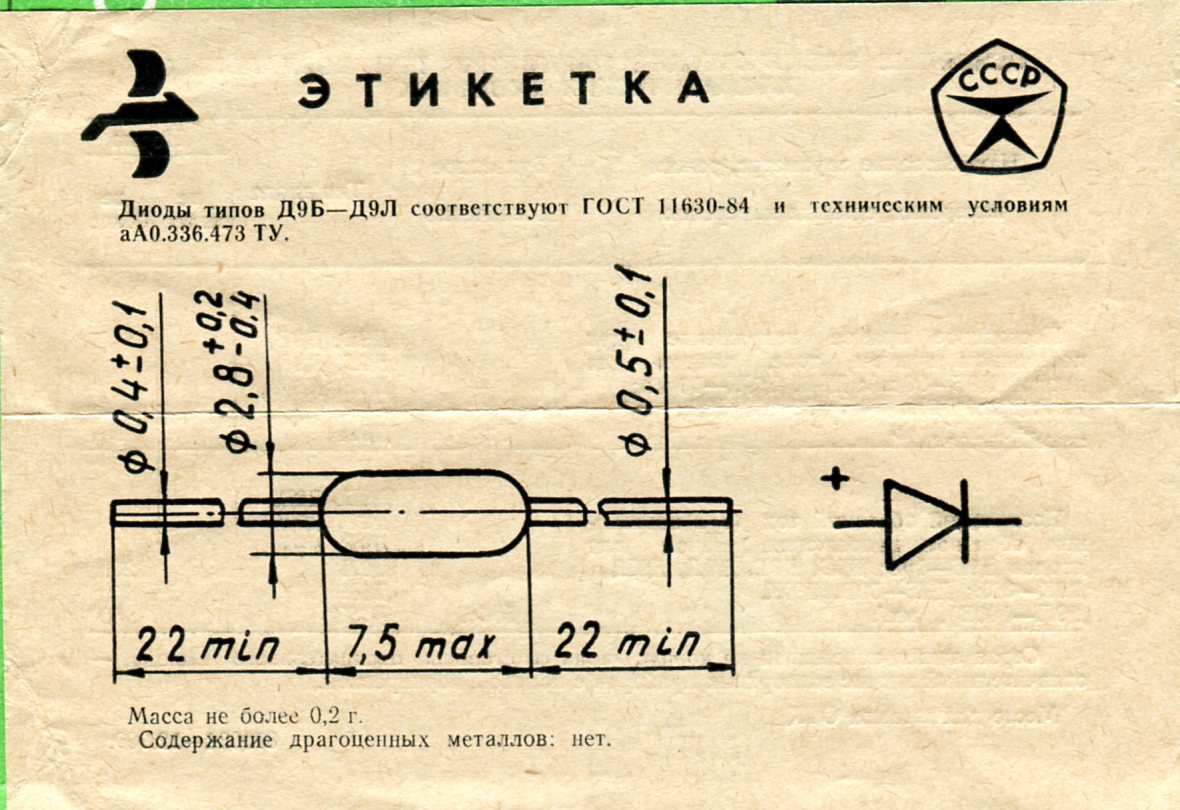 ЭТИКЕТКА
СССР
Диоды типов Д9Б—Д9Л соответствуют ГОСТ 11630-84 и техническим условиям
аА0.336.473 ТУ.
ϕ 0,4±0,1
ϕ 2,8 +0,2 -0.4
ϕ 0,5±0,1
+
22 min
7,5 max
22 min
Масса не более 0,2 г.
Содержание драгоценных металлов: нет.